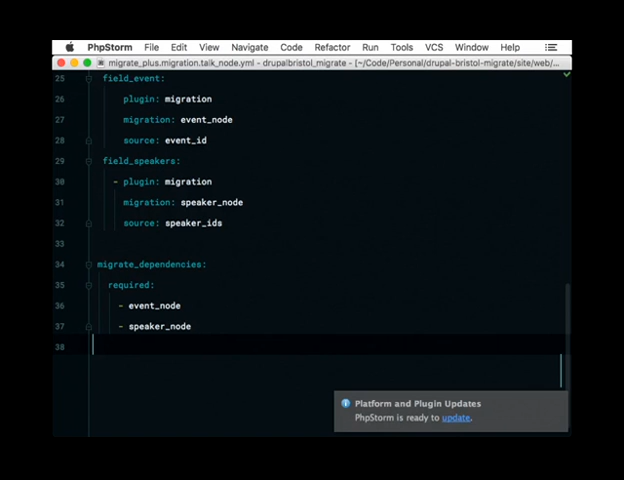 PhpStorm File Edit View Navigate Code Refactor Run Tools VCS Window Help
migrate_plus.migration.talk_node.yml - drupalbristol_migrate - [~/Code/Personal/drupal-bristol-migrate/site/web/...
25 field_event:
26 plugin: migration
27 migration: event_node
28 source: event_id
29 field_speakers:
30 - plugin: migration
31 migration: speaker_node
32 source: speaker_ids
33
34 migrate_dependencies:
35 required:
36 - event_node
37 - speaker_node
38
Platform and Plugin Updates
PhpStorm is ready to update.